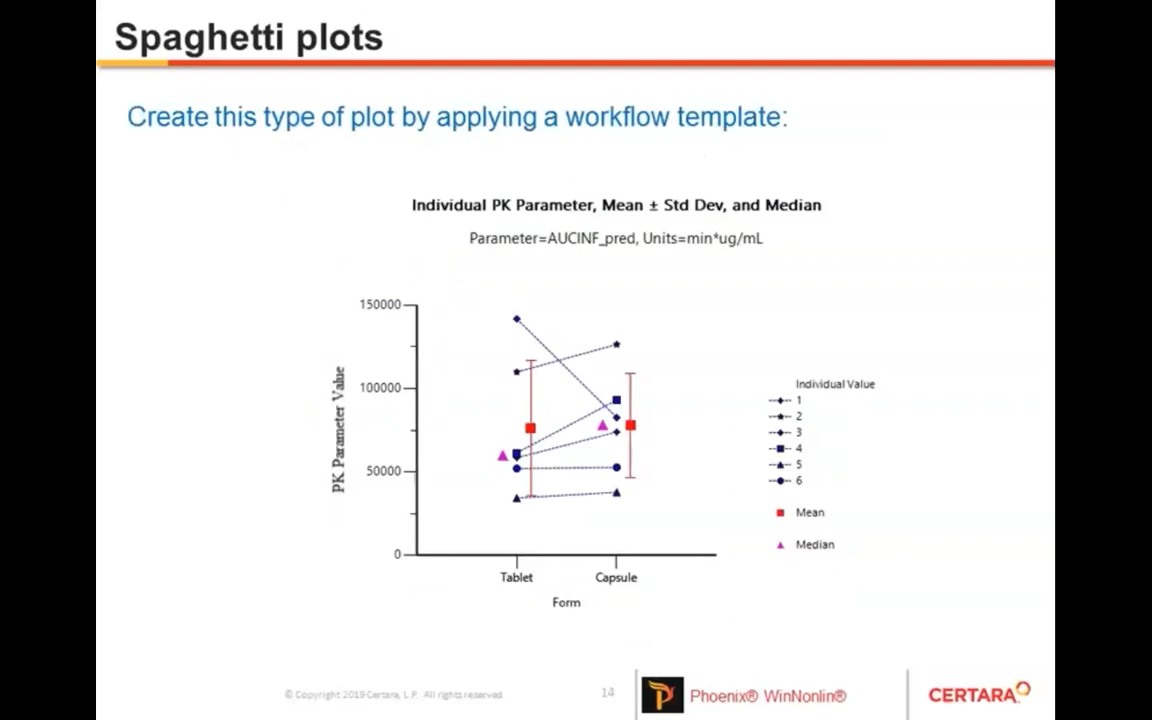 Spaghetti plots
Create this type of plot by applying a workflow template:
Individual PK Parameter, Mean ± Std Dev, and Median
Parameter=AUCINF_pred, Units=min*ug/mL
PK Parameter Value
150000
100000
50000
0
Tablet
Capsule
Form
Individual Value
1
2
3
4
5
6
Mean
Median
© Copyright 2019 Certara, L.P. All rights reserved.
14
Phoenix® WinNonlin®
CERTARA